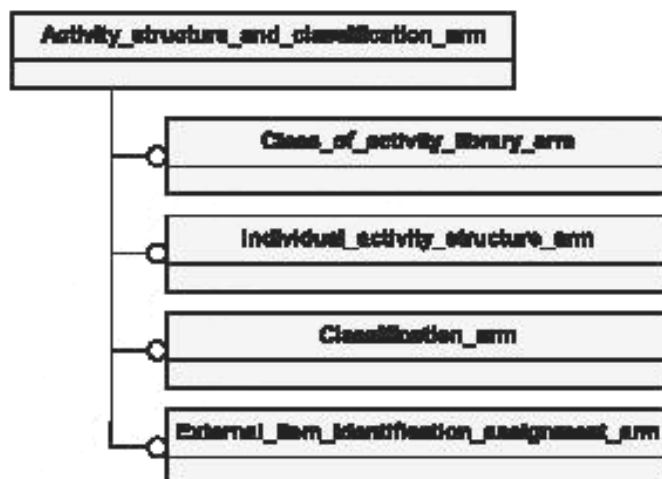 Activity_structure_and_classification_arm
Class_of_activity_library_arm
Individual_activity_structure_arm
Classification_arm
External_item_identification_assignment_arm